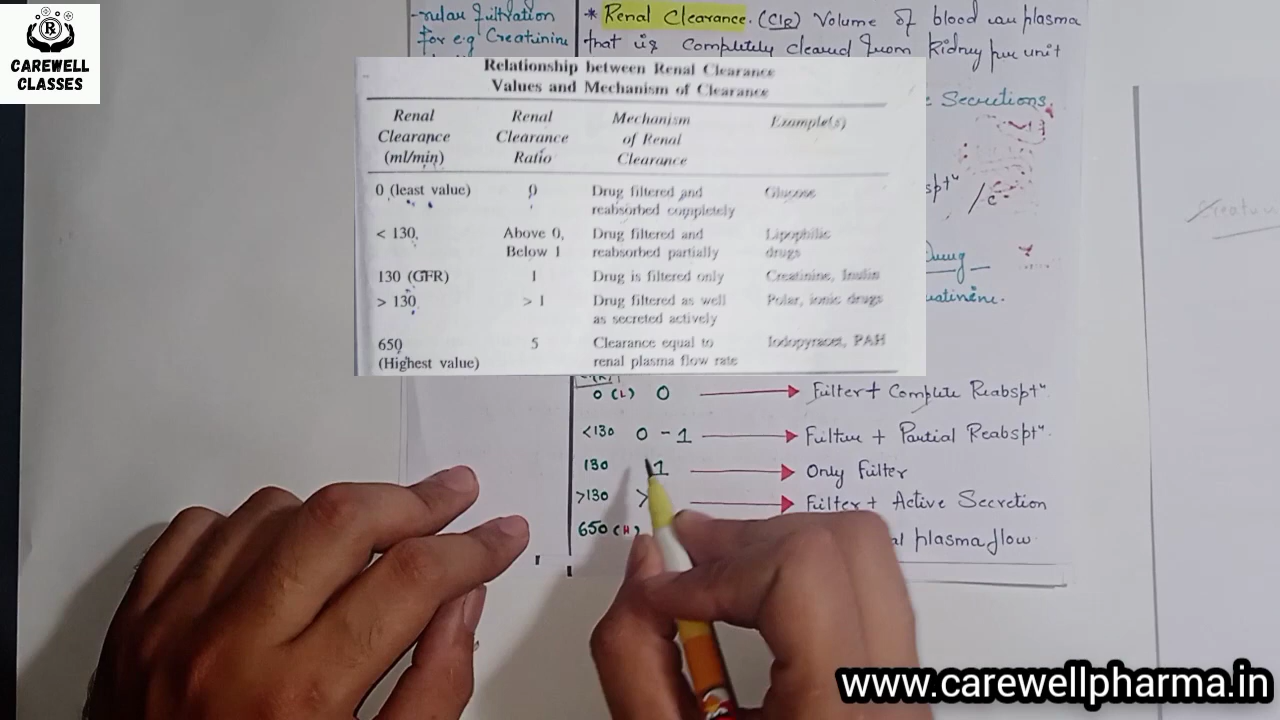 CAREWELL
CLASSES
for e.g Creatinine
* Renal Clearance. (ClR) Volume of blood or plasma
that is completely cleared from kidney per unit
Relationship between Renal Clearance
Values and Mechanism of Clearance
Renal Clearance (ml/min) Renal Clearance Ratio Mechanism of Renal Clearance Example(s)
0 (least value) 0 Drug filtered and Glucose
reabsorbed completely
< 130, Above 0, Drug filtered and Lipophilic
Below 1 reabsorbed partially drugs
130 (GFR) 1 Drug is filtered only Creatinine, Inulin
> 130 > 1 Drug filtered as well Polar, ionic drugs
as secreted actively
650 5 Clearance equal to Iodopyracet, PAH
(Highest value) renal plasma flow rate
Secretions.
Drug
0 (L) 0 Filter + Complete Reabsptⁿ.
<130 0 - 1 Filter + Partial Reabsptⁿ.
130 1 Only Filter
>130 > Filter + Active Secretion
650 (H) plasma flow
www.carewellpharma.in